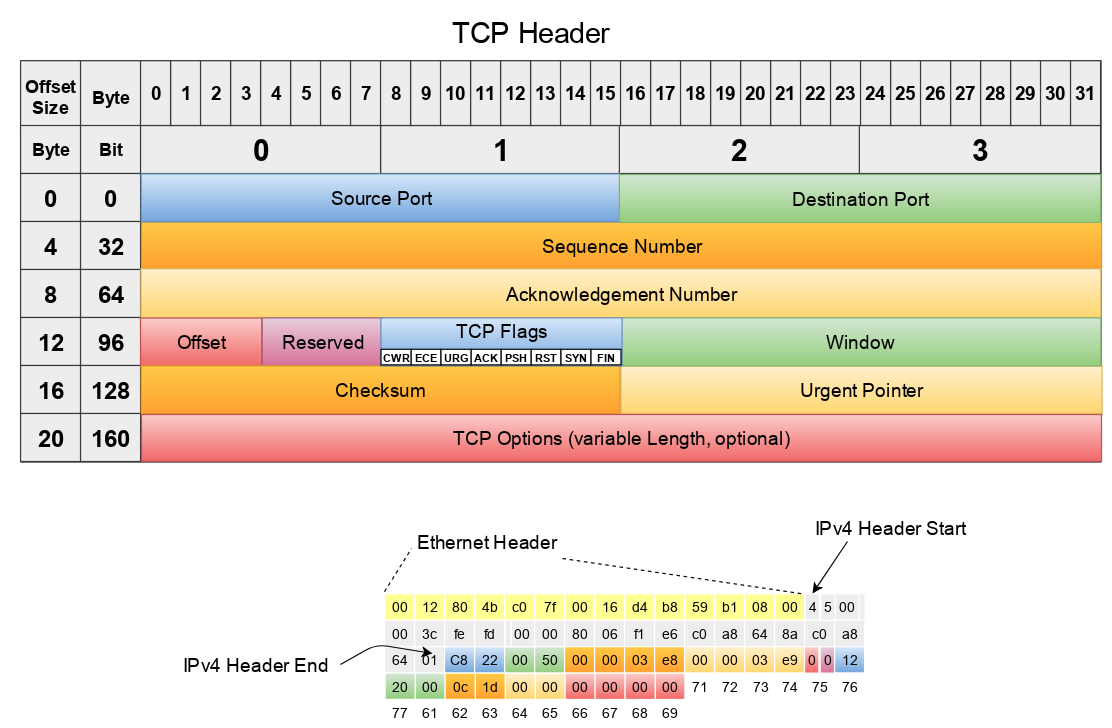 TCP Header
Offset Size Byte 0 1 2 3 4 5 6 7 8 9 10 11 12 13 14 15 16 17 18 19 20 21 22 23 24 25 26 27 28 29 30 31
Byte Bit 0 1 2 3
0 0 Source Port Destination Port
4 32 Sequence Number
8 64 Acknowledgement Number
12 96 Offset Reserved TCP Flags Window
CWR ECE URG ACK PSH RST SYN FIN
16 128 Checksum Urgent Pointer
20 160 TCP Options (variable Length, optional)
IPv4 Header Start
Ethernet Header
00 12 80 4b c0 7f 00 16 d4 b8 59 b1 08 00 4 5 00
00 3c fe fd 00 00 80 06 f1 e6 c0 a8 64 8a c0 a8
IPv4 Header End
64 01 C8 22 00 50 00 00 03 e8 00 00 03 e9 0 0 12
20 00 0c 1d 00 00 00 00 00 00 71 72 73 74 75 76
77 61 62 63 64 65 66 67 68 69